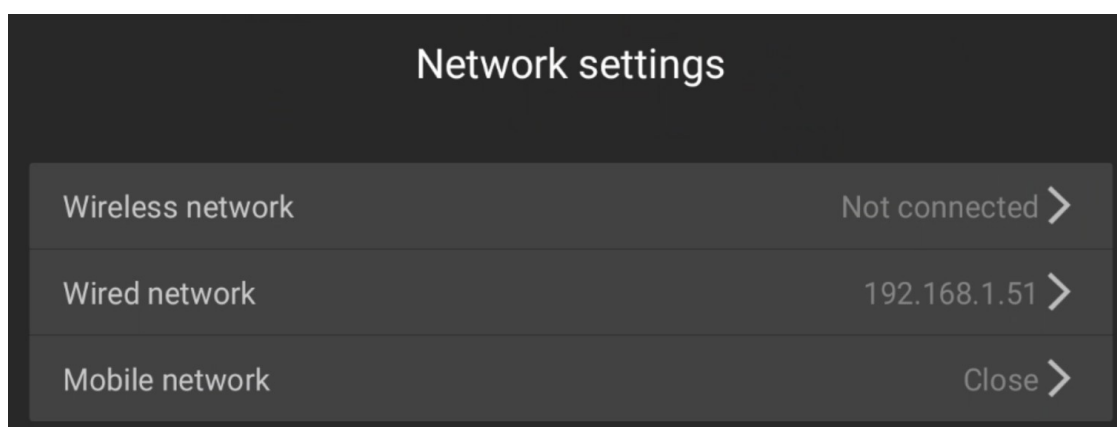 Network settings
Wireless network Not connected
Wired network 192.168.1.51
Mobile network Close